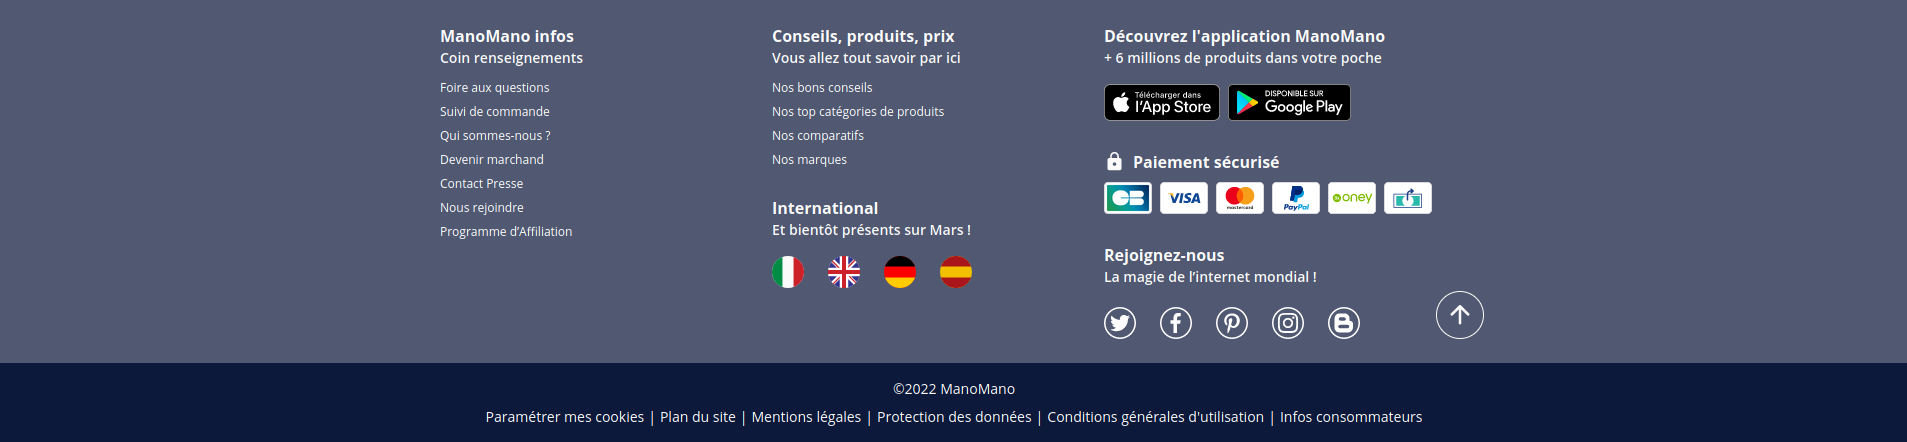 ManoMano infos
Coin renseignements
Foire aux questions
Suivi de commande
Qui sommes-nous ?
Devenir marchand
Contact Presse
Nous rejoindre
Programme d’Affiliation
Conseils, produits, prix
Vous allez tout savoir par ici
Nos bons conseils
Nos top catégories de produits
Nos comparatifs
Nos marques
International
Et bientôt présents sur Mars !
Découvrez l'application ManoMano
+ 6 millions de produits dans votre poche
Télécharger dans
l'App Store
DISPONIBLE SUR
Google Play
Paiement sécurisé
CB VISA mastercard PayPal oney
Rejoignez-nous
La magie de l’internet mondial !
©2022 ManoMano
Paramétrer mes cookies | Plan du site | Mentions légales | Protection des données | Conditions générales d'utilisation | Infos consommateurs